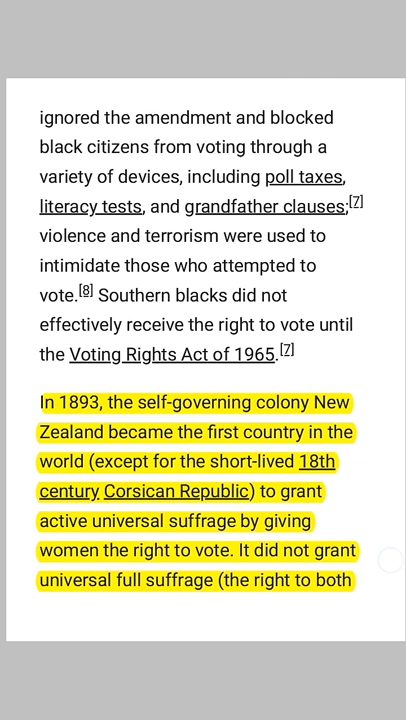 ignored the amendment and blocked
black citizens from voting through a
variety of devices, including poll taxes,
literacy tests, and grandfather clauses;[7]
violence and terrorism were used to
intimidate those who attempted to
vote.[8] Southern blacks did not
effectively receive the right to vote until
the Voting Rights Act of 1965.[7]
In 1893, the self-governing colony New
Zealand became the first country in the
world (except for the short-lived 18th
century Corsican Republic) to grant
active universal suffrage by giving
women the right to vote. It did not grant
universal full suffrage (the right to both